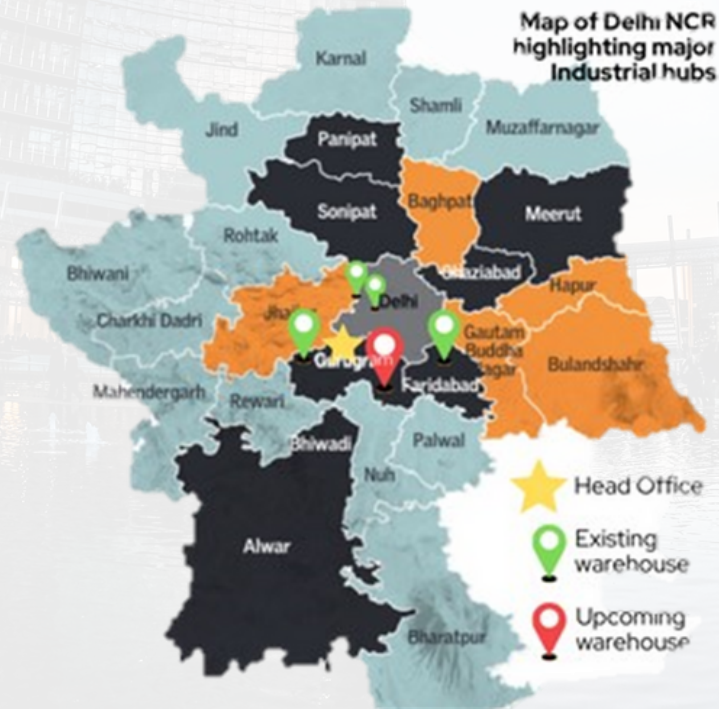 Map of Delhi NCR
highlighting major
Industrial hubs
Karnal
Shamli
Muzaffarnagar
Jind
Panipat
Baghpat
Sonipat
Meerut
Rohtak
Bhiwani
Ghaziabad
Hapur
Delhi
Jhajjar
Charkhi Dadri
Gautam
Buddha
Nagar
Bulandshahr
Gurugram
Faridabad
Mahendergarh
Rewari
Bhiwadi
Palwal
Nuh
Head Office
Alwar
Existing
warehouse
Upcoming
warehouse
Bharatpur